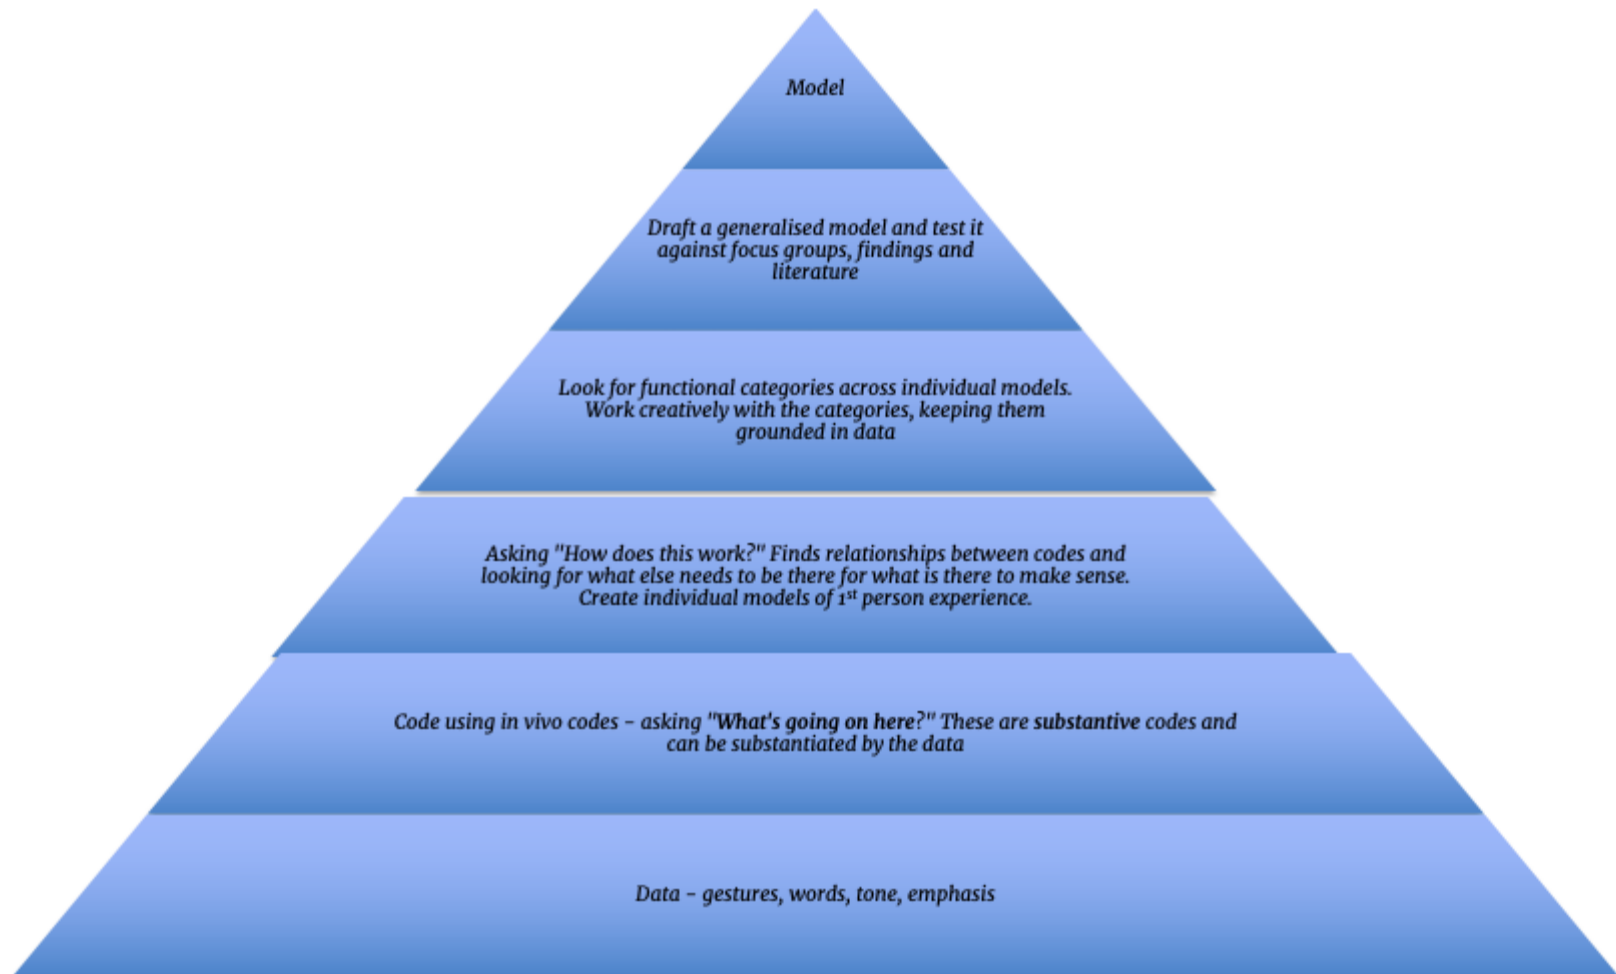 Model
Draft a generalised model and test it
against focus groups, findings and
literature
Look for functional categories across individual models.
Work creatively with the categories, keeping them
grounded in data
Asking "How does this work?" Finds relationships between codes and
looking for what else needs to be there for what is there to make sense.
Create individual models of 1st person experience.
Code using in vivo codes - asking "What's going on here?" These are substantive codes and
can be substantiated by the data
Data - gestures, words, tone, emphasis